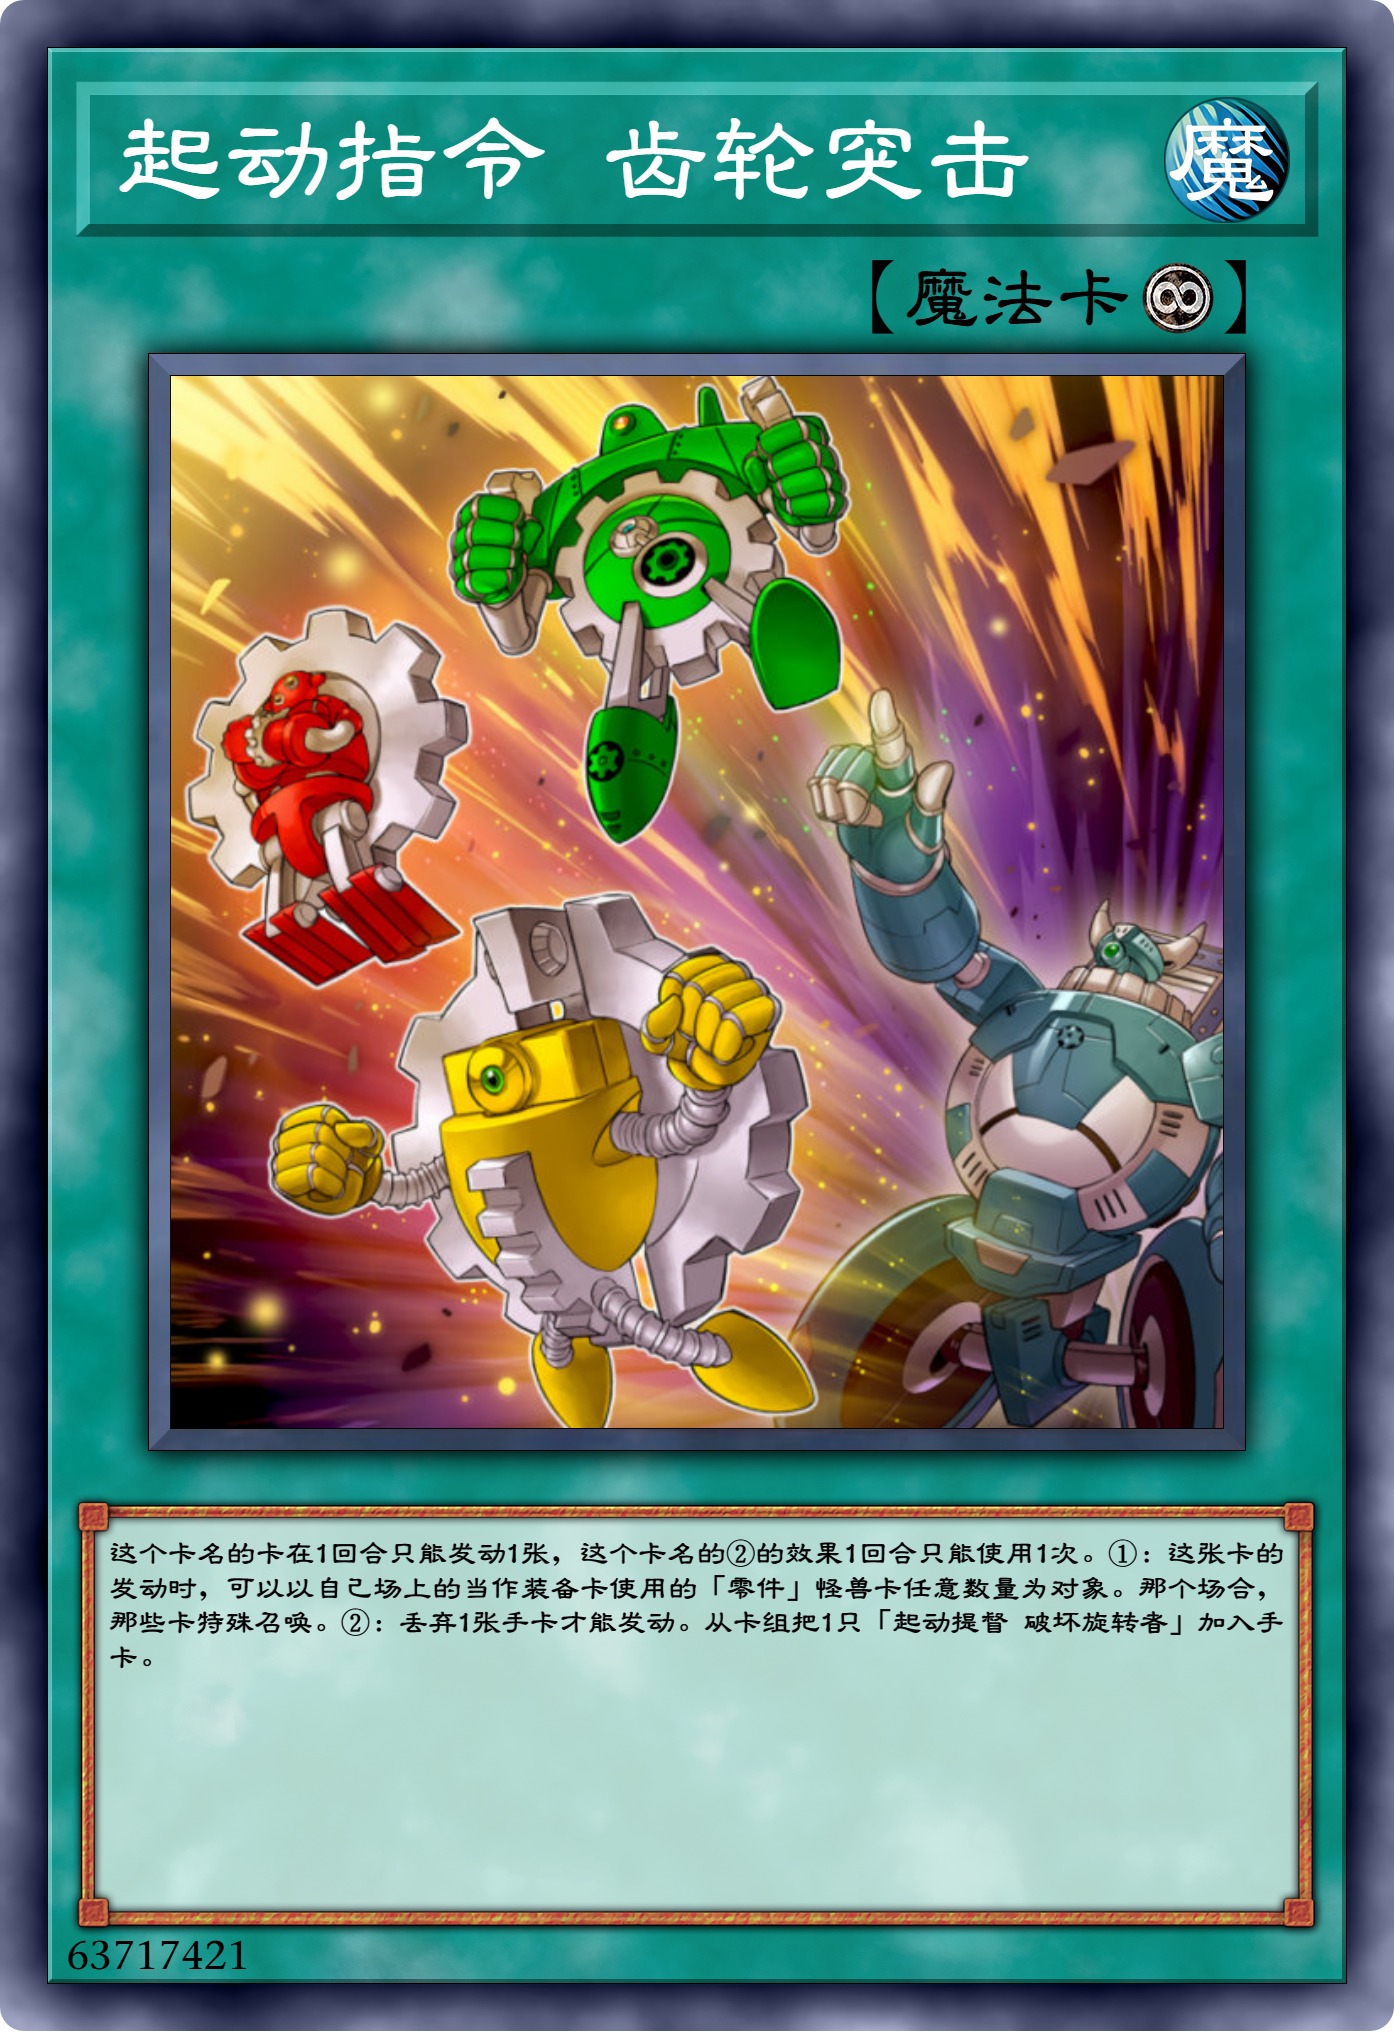 起动指令 齿轮突击 魔
【魔法卡】
这个卡名的卡在1回合只能发动1张，这个卡名的②的效果1回合只能使用1次。①：这张卡的
发动时，可以以自己场上的当作装备卡使用的「零件」怪兽卡任意数量为对象。那个场合，
那些卡特殊召唤。②：丢弃1张手卡才能发动。从卡组把1只「起动提督 破坏旋转者」加入手
卡。
63717421